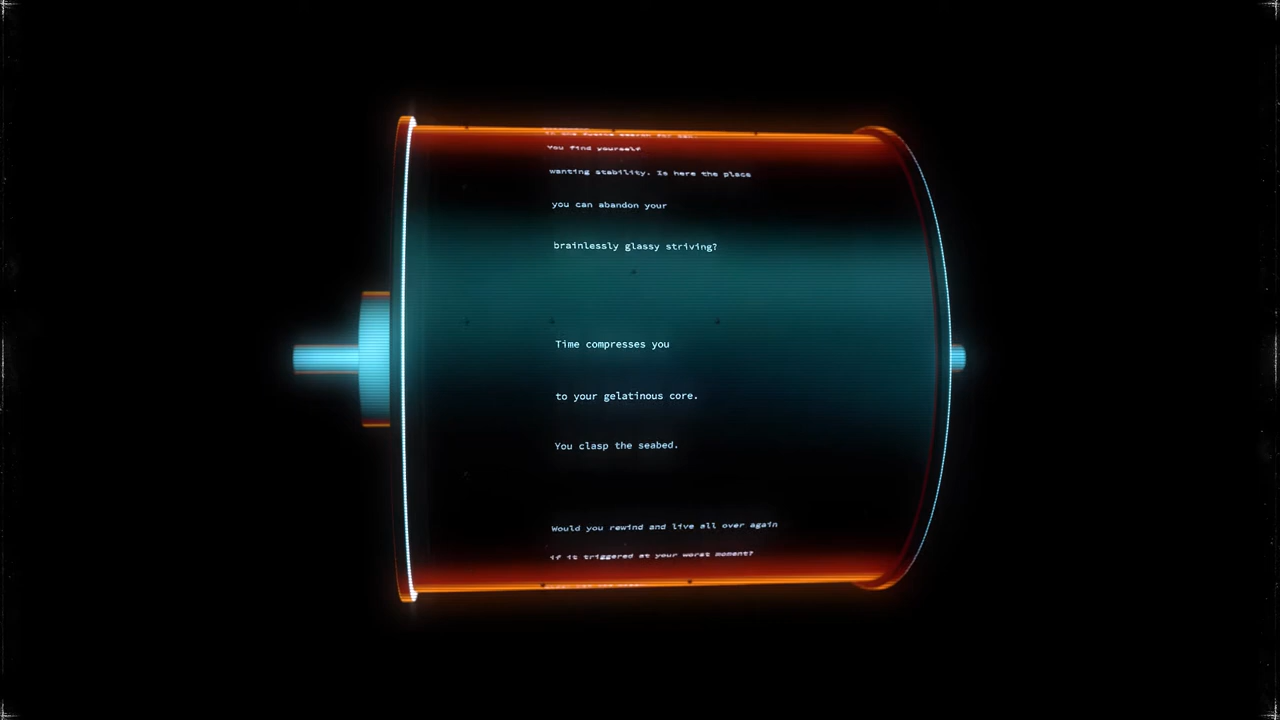 You find yourself
wanting stability. Is here the place
you can abandon your
brainlessly glassy striving?
Time compresses you
to your gelatinous core.
You clasp the seabed.
Would you rewind and live all over again
if it triggered at your worst moment?